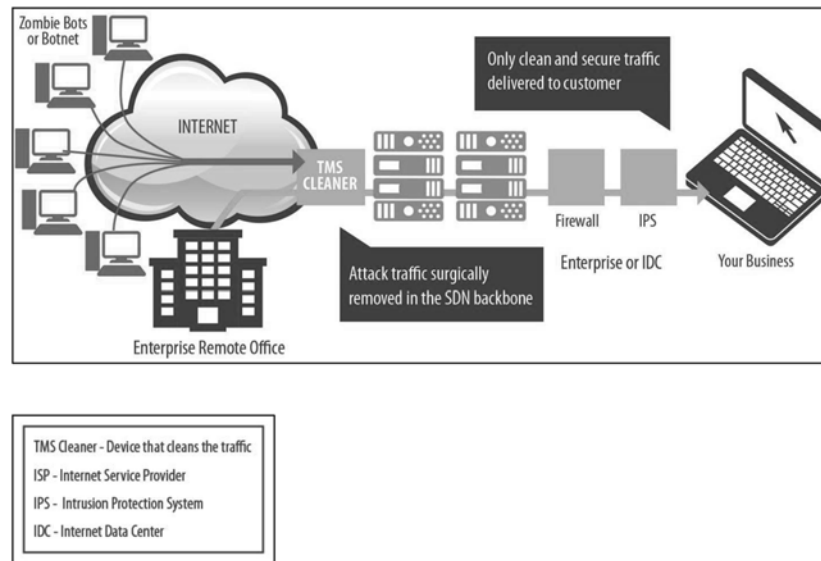 Zombie Bots
or Botnet
INTERNET
TMS
CLEANER
Only clean and secure traffic
delivered to customer
Firewall
IPS
Enterprise or IDC
Your Business
Attack traffic surgically
removed in the SDN backbone
Enterprise Remote Office
TMS Cleaner - Device that cleans the traffic
ISP - Internet Service Provider
IPS - Intrusion Protection System
IDC - Internet Data Center